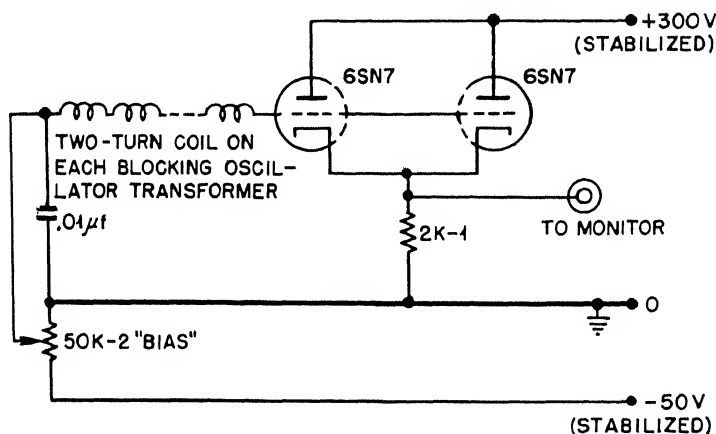 +300V
(STABILIZED)
6SN7
6SN7
TWO-TURN COIL ON
EACH BLOCKING OSCIL-
LATOR TRANSFORMER
.01μf
2K-1
TO MONITOR
0
50K-2 "BIAS"
-50V
(STABILIZED)